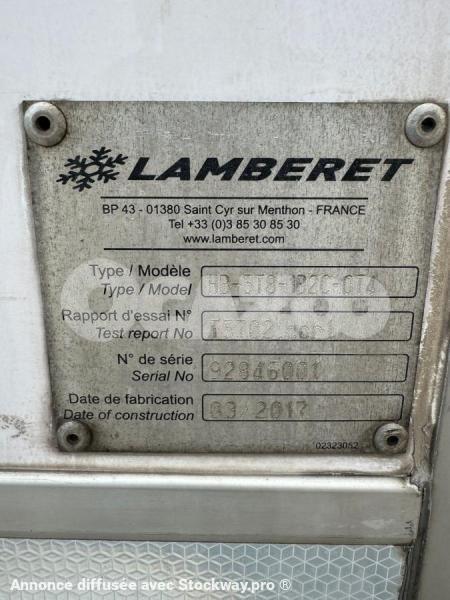 LAMBERET
BP 43 - 01380 Saint Cyr sur Menthon - FRANCE
Tel +33 (0)3 85 30 85 30
www.lamberet.com
Type / Modèle
Type / Model
Rapport d'essai N°
Test report No
N° de série
Serial No 92846001
Date de fabrication
Date of construction 03 2017
02323052
Annonce diffusée avec Stockway.pro ®